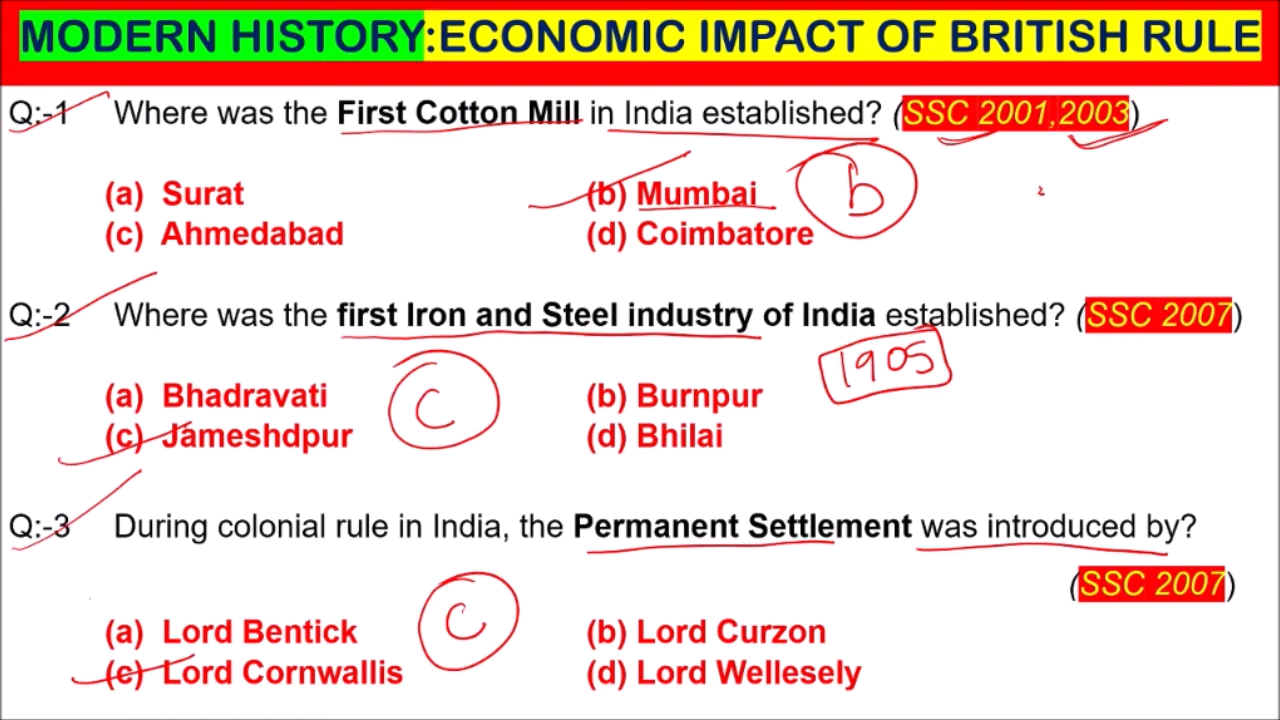 MODERN HISTORY:ECONOMIC IMPACT OF BRITISH RULE
Q:-1 Where was the First Cotton Mill in India established? (SSC 2001,2003)
(a) Surat (b) Mumbai b
(c) Ahmedabad (d) Coimbatore
Q:-2 Where was the first Iron and Steel industry of India established? (SSC 2007)
1905
(a) Bhadravati C (b) Burnpur
(c) Jameshdpur (d) Bhilai
Q:-3 During colonial rule in India, the Permanent Settlement was introduced by?
(SSC 2007)
(a) Lord Bentick C (b) Lord Curzon
(c) Lord Cornwallis (d) Lord Wellesely